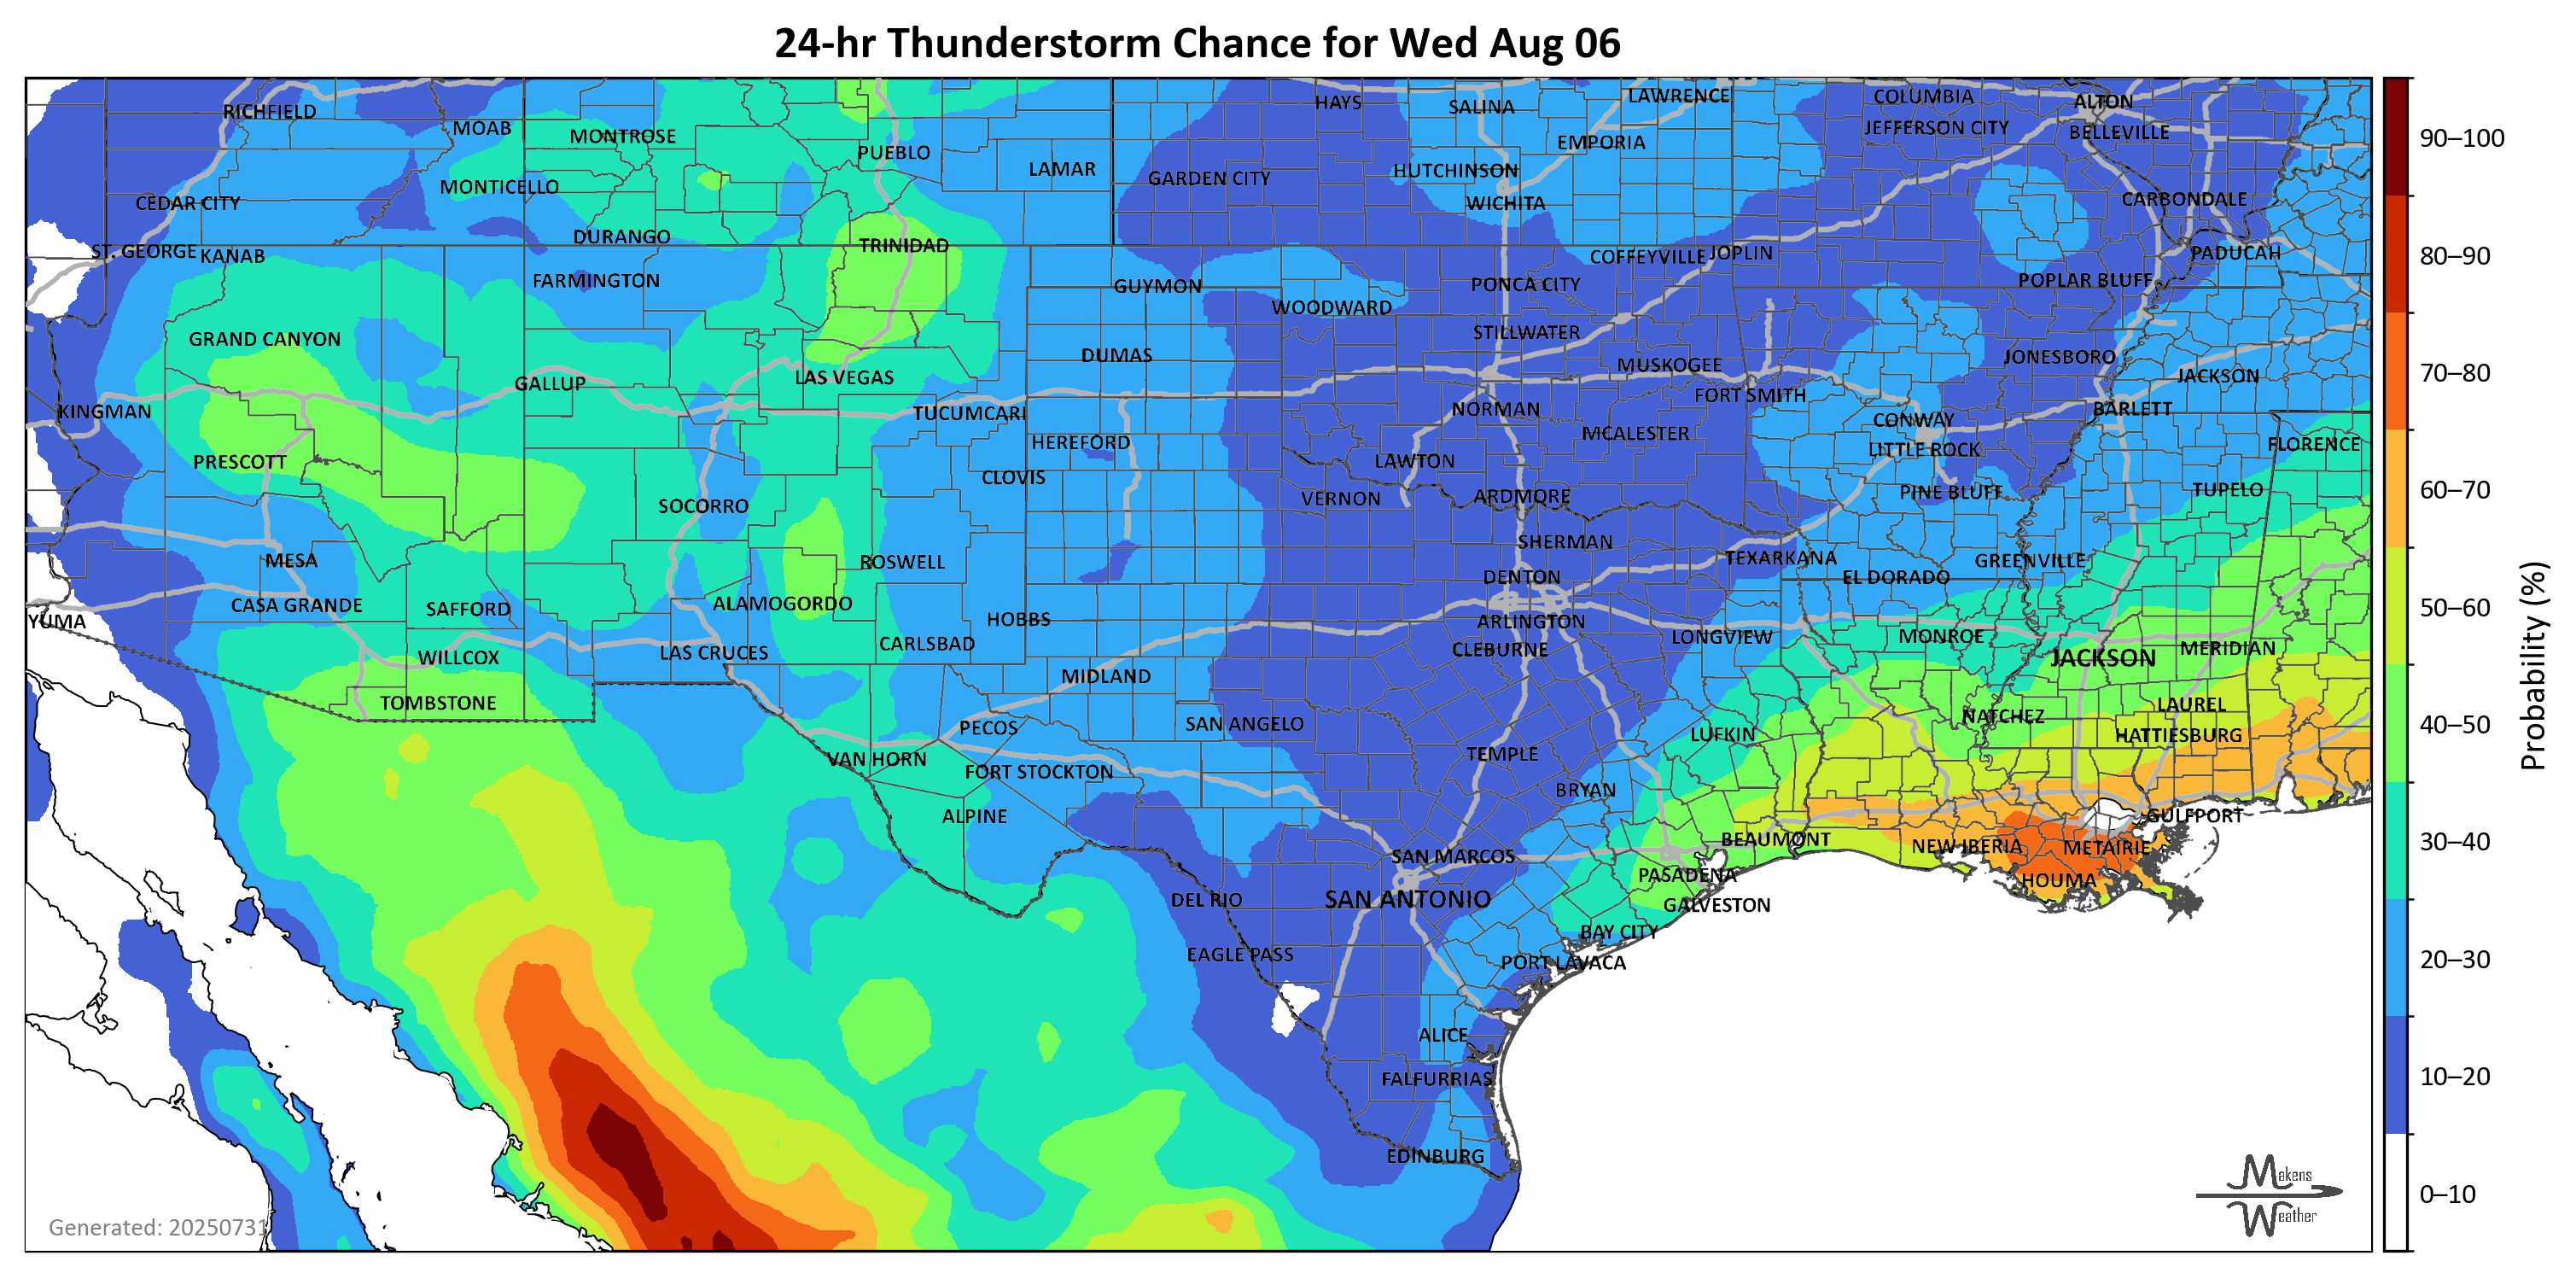 24-hr Thunderstorm Chance for Wed Aug 06
RICHFIELD
MOAB
MONTROSE
PUEBLO
LAMAR
HAYS
SALINA
LAWRENCE
COLUMBIA
ALTON
GARDEN CITY
HUTCHINSON
EMPORIA
JEFFERSON CITY
BELLEVILLE
CEDAR CITY
MONTICELLO
WICHITA
CARBONDALE
ST. GEORGE
KANAB
DURANGO
TRINIDAD
COFFEYVILLE
JOPLIN
PADUCAH
FARMINGTON
GUYMON
WOODWARD
PONCA CITY
POPLAR BLUFF
GRAND CANYON
DUMAS
STILLWATER
MUSKOGEE
JONESBORO
KINGMAN
GALLUP
LAS VEGAS
TUCUMCARI
NORMAN
FORT SMITH
JACKSON
BARLETT
PRESCOTT
HEREFORD
CLOVIS
LAWTON
MCALESTER
CONWAY
LITTLE ROCK
FLORENCE
SOCORRO
VERNON
ARDMORE
PINE BLUFF
TUPELO
MESA
ROSWELL
SHERMAN
TEXARKANA
GREENVILLE
YUMA
CASA GRANDE
SAFFORD
ALAMOGORDO
HOBBS
DENTON
ARLINGTON
EL DORADO
WILLCOX
LAS CRUCES
CARLSBAD
CLEBURNE
LONGVIEW
MONROE
JACKSON
MERIDIAN
TOMBSTONE
MIDLAND
PECOS
SAN ANGELO
LUFKIN
NATCHEZ
LAUREL
HATTIESBURG
VAN HORN
FORT STOCKTON
TEMPLE
BRYAN
ALPINE
SAN MARCOS
BEAUMONT
NEW IBERIA
METAIRIE
GULFPORT
DEL RIO
SAN ANTONIO
PASADENA
GALVESTON
HOUMA
EAGLE PASS
BAY CITY
PORT LAVACA
ALICE
FALFURRIAS
EDINBURG
Generated: 20250731
Makens
Weather
90–100
80–90
70–80
60–70
50–60
40–50
30–40
20–30
10–20
0–10
Probability (%)